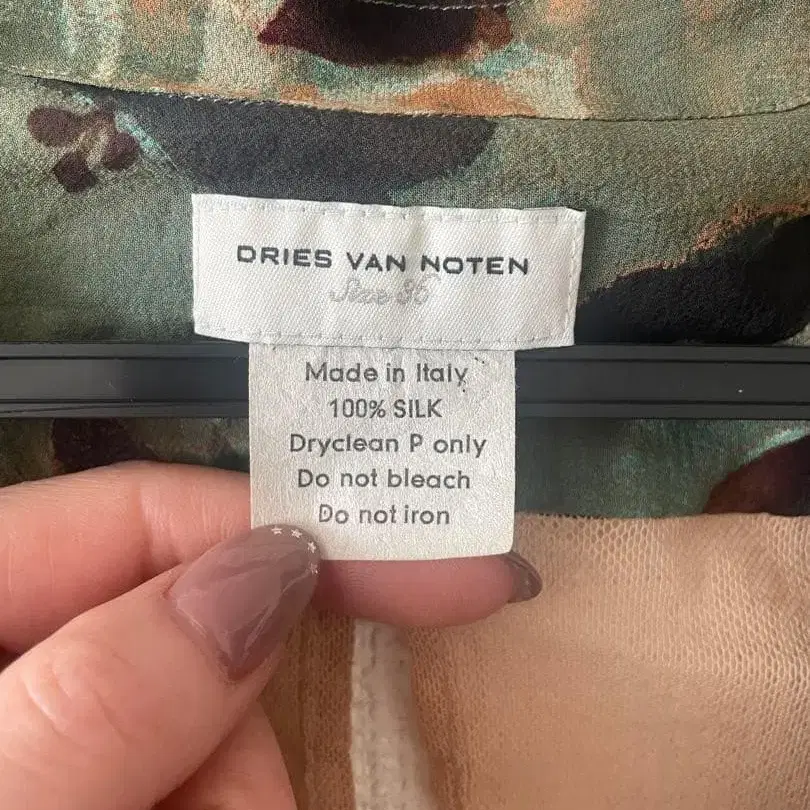 DRIES VAN NOTEN
Size 36
Made in Italy
100% SILK
Dryclean P only
Do not bleach
Do not iron